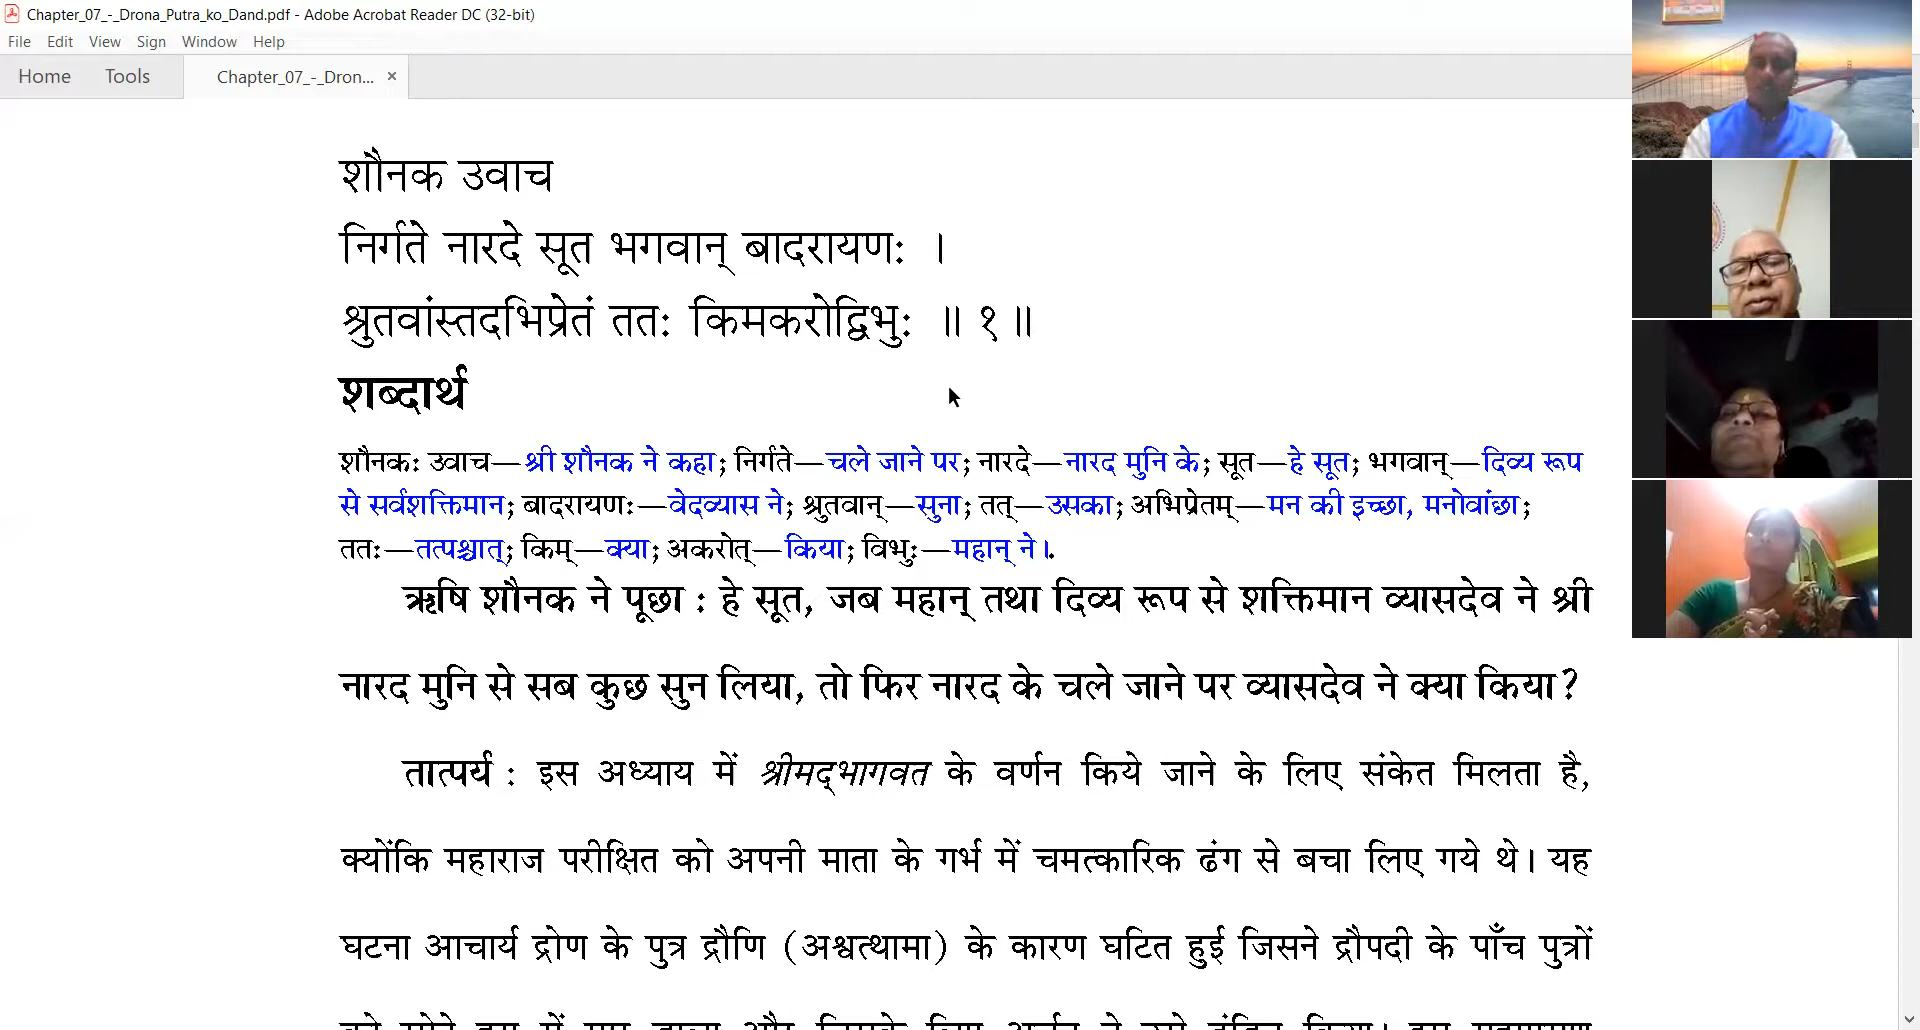 Chapter_07_-_Drona_Putra_ko_Dand.pdf - Adobe Acrobat Reader DC (32-bit)
File Edit View Sign Window Help
Home Tools Chapter_07_-_Dron... ×
शौनक उवाच
निर्गते नारदे सूत भगवान् बादरायणः ।
श्रुतवांस्तदभिप्रेतं ततः किमकरोद्विभुः ॥ १ ॥
शब्दार्थ
शौनकः उवाच—श्री शौनक ने कहा; निर्गते—चले जाने पर; नारदे—नारद मुनि के; सूत—हे सूत; भगवान्—दिव्य रूप
से सर्वशक्तिमान; बादरायणः—वेदव्यास ने; श्रुतवान्—सुना; तत्—उसका; अभिप्रेतम्—मन की इच्छा, मनोवांछा;
ततः—तत्पश्चात्; किम्—क्या; अकरोत्—किया; विभुः—महान् ने।.
ऋषि शौनक ने पूछा : हे सूत, जब महान् तथा दिव्य रूप से शक्तिमान व्यासदेव ने श्री
नारद मुनि से सब कुछ सुन लिया, तो फिर नारद के चले जाने पर व्यासदेव ने क्या किया?
तात्पर्य : इस अध्याय में श्रीमद्भागवत के वर्णन किये जाने के लिए संकेत मिलता है,
क्योंकि महाराज परीक्षित को अपनी माता के गर्भ में चमत्कारिक ढंग से बचा लिए गये थे। यह
घटना आचार्य द्रोण के पुत्र द्रौणि (अश्वत्थामा) के कारण घटित हुई जिसने द्रौपदी के पाँच पुत्रों